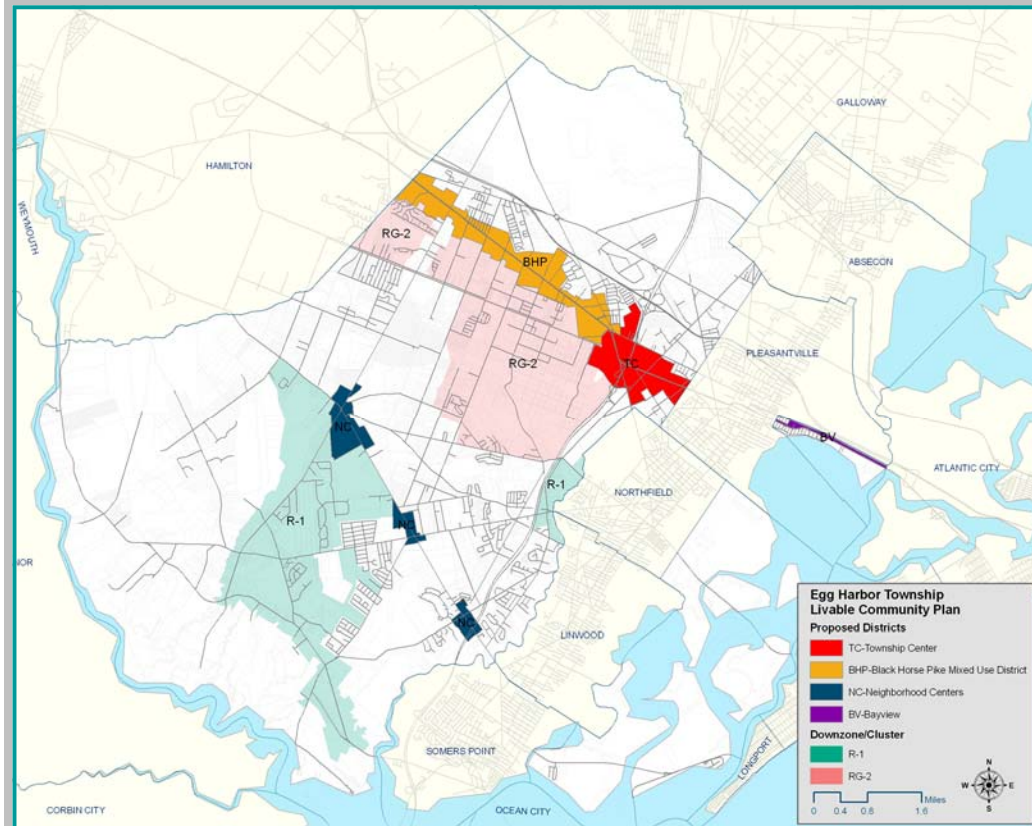 GALLOWAY
HAMILTON
WEYMOUTH
RG-2
BHP
ABSECON
RG-2
TC
PLEASANTVILLE
NC
BV
ATLANTIC CITY
R-1
NORTHFIELD
R-1
NC
NOR
NC
LINWOOD
SOMERS POINT
LONGPORT
CORBIN CITY
OCEAN CITY
Egg Harbor Township
Livable Community Plan
Proposed Districts
TC-Township Center
BHP-Black Horse Pike Mixed Use District
NC-Neighborhood Centers
BV-Bayview
Downzone/Cluster
R-1
RG-2
0 0.4 0.8 1.6 Miles
N
W E
S